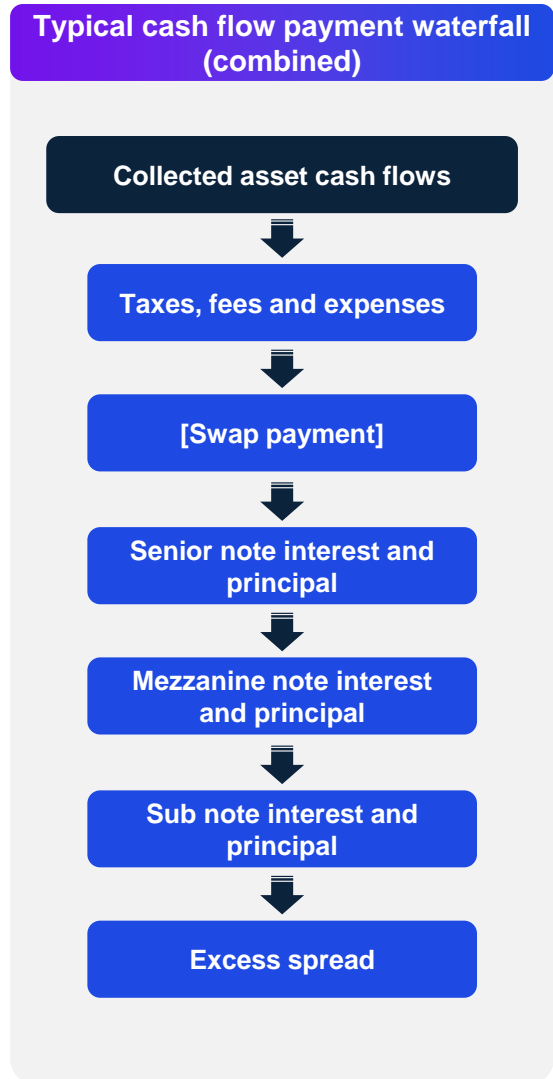 Typical cash flow payment waterfall
(combined)
Collected asset cash flows
Taxes, fees and expenses
[Swap payment]
Senior note interest and
principal
Mezzanine note interest
and principal
Sub note interest and
principal
Excess spread